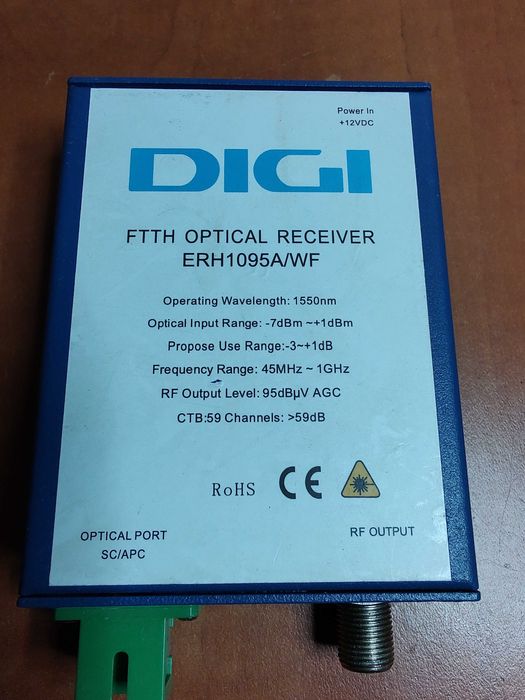 Power In
+12VDC
DIGI
FTTH OPTICAL RECEIVER
ERH1095A/WF
Operating Wavelength: 1550nm
Optical Input Range: -7dBm ~+1dBm
Propose Use Range:-3~+1dB
Frequency Range: 45MHz ~ 1GHz
RF Output Level: 95dBμV AGC
CTB:59 Channels: >59dB
RoHS CE
OPTICAL PORT
SC/APC
RF OUTPUT